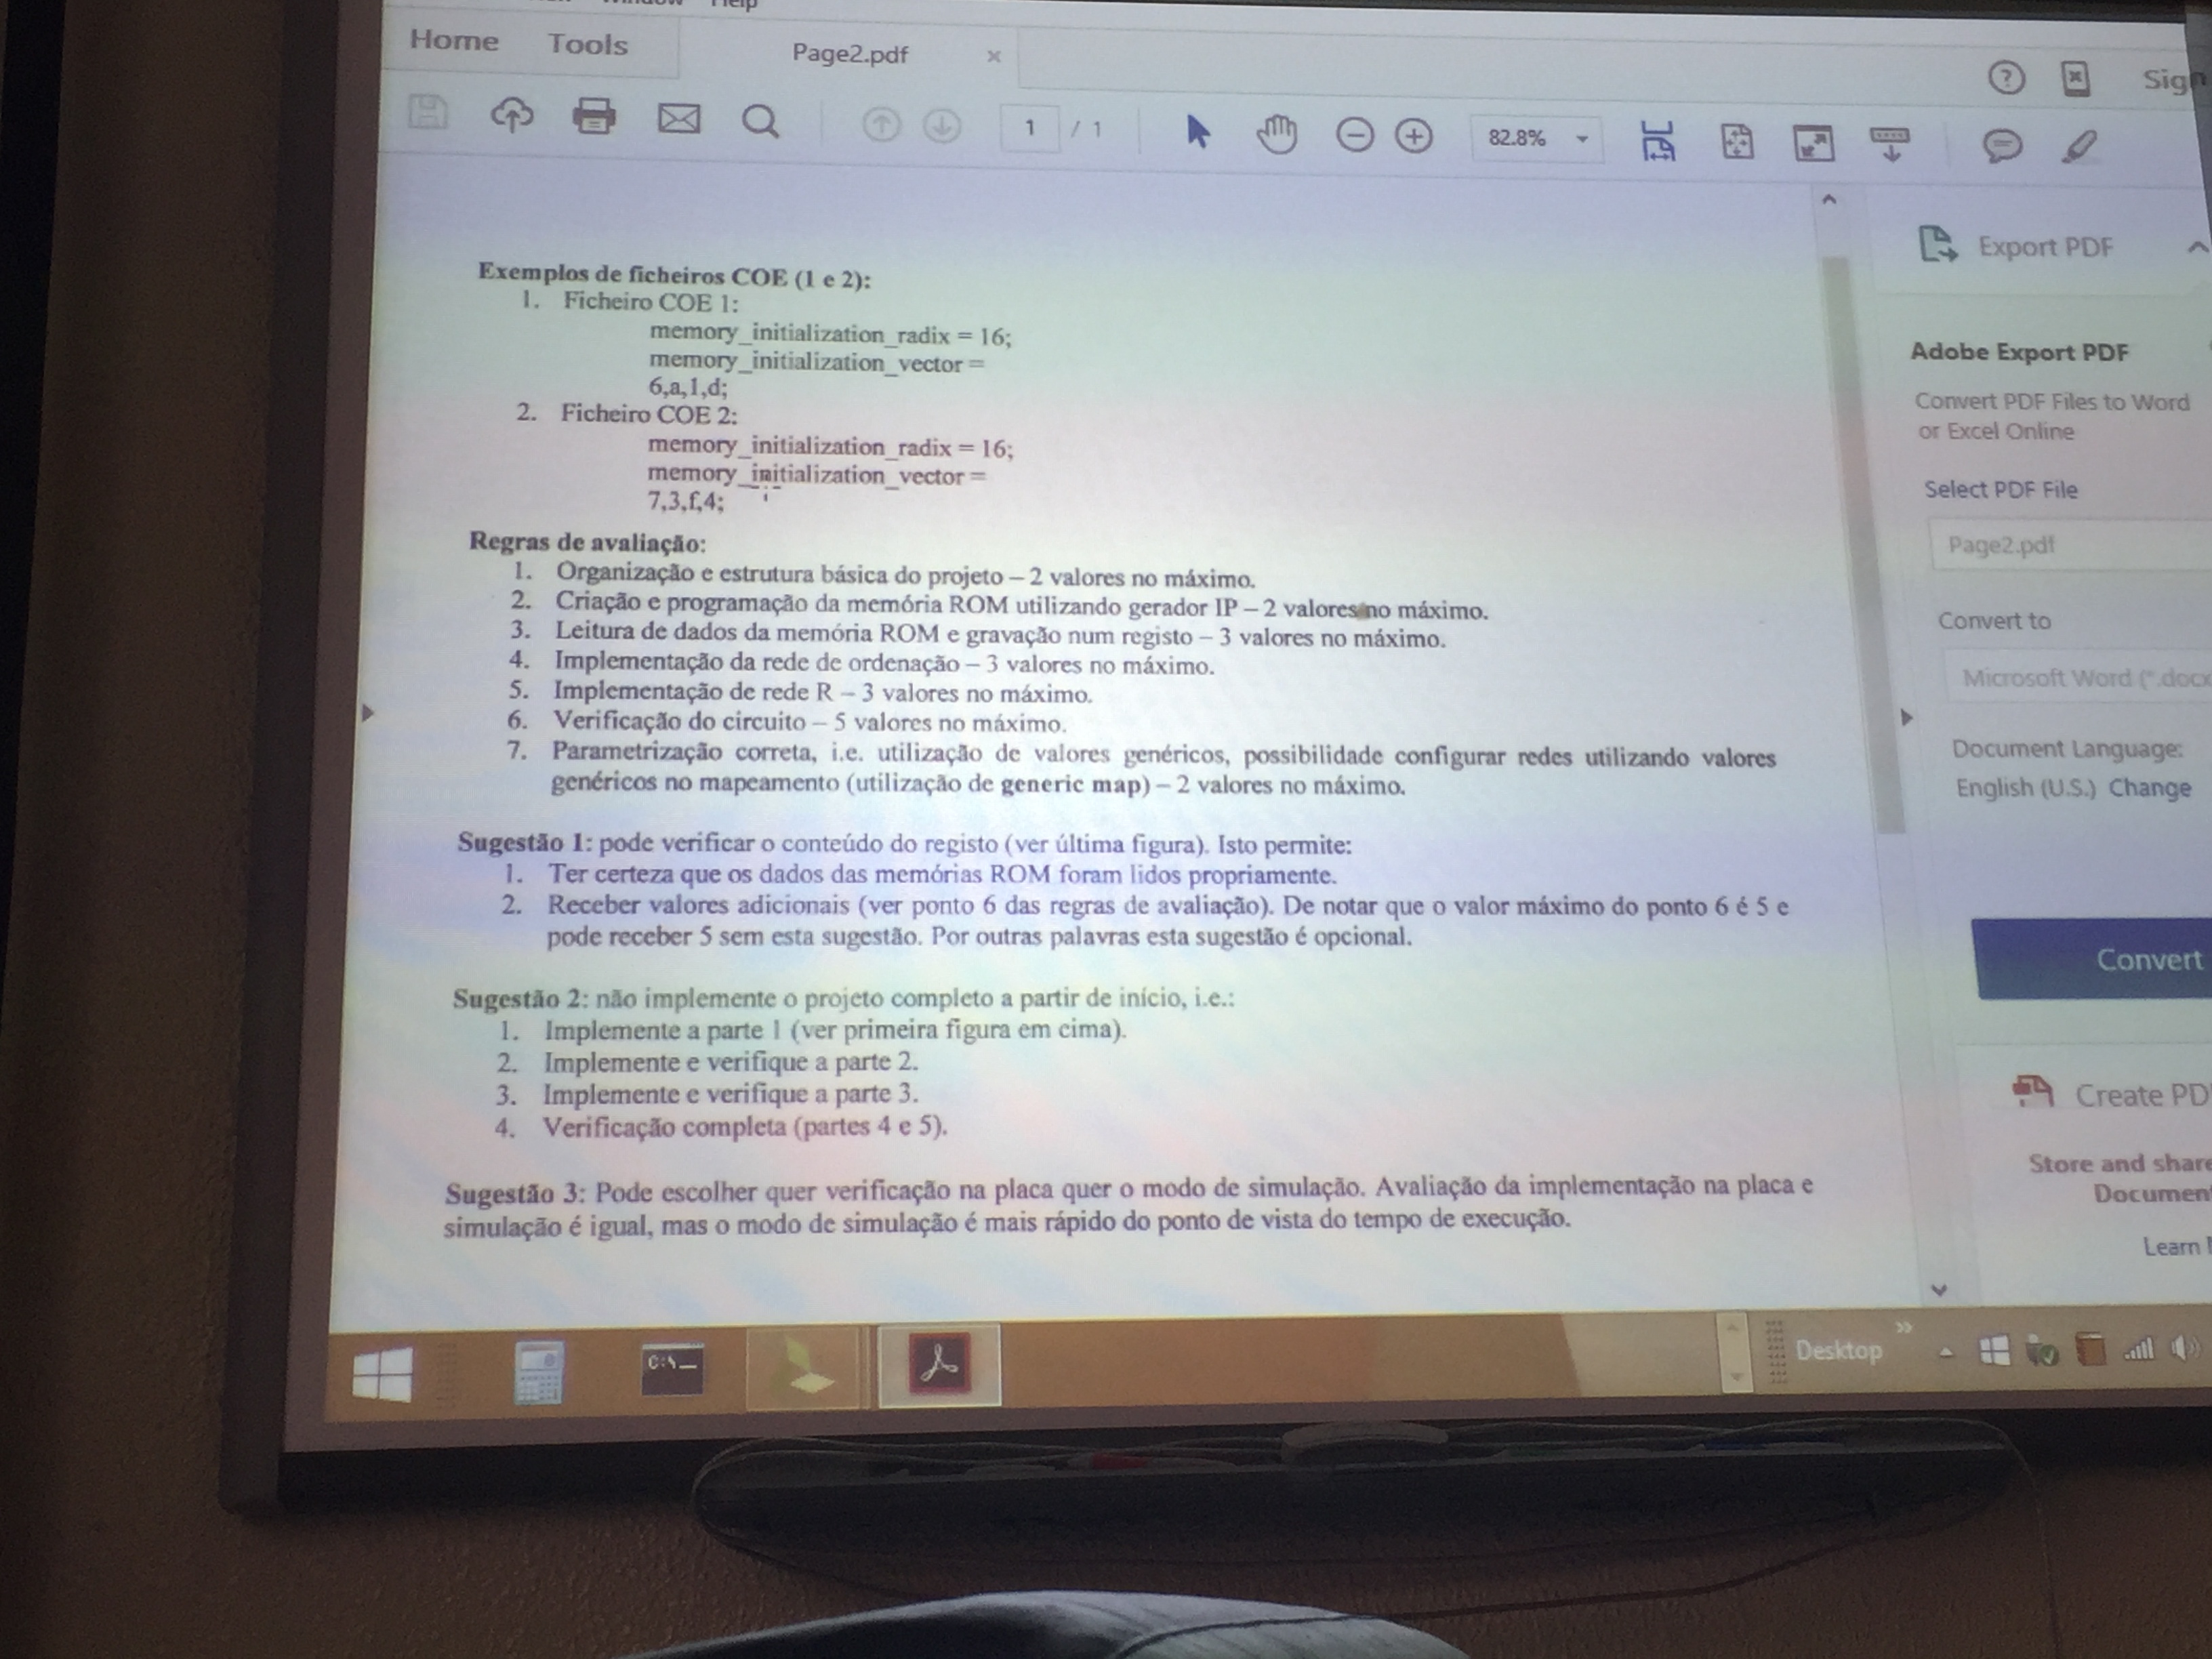 Help
Home Tools Page2.pdf ×
Sign
1 / 1
82.8%
Exemplos de ficheiros COE (1 e 2):
1. Ficheiro COE 1:
memory_initialization_radix = 16;
memory_initialization_vector =
6,a,1,d;
2. Ficheiro COE 2:
memory_initialization_radix = 16;
memory_initialization_vector =
7,3,f,4;
Regras de avaliação:
1. Organização e estrutura básica do projeto – 2 valores no máximo.
2. Criação e programação da memória ROM utilizando gerador IP – 2 valores no máximo.
3. Leitura de dados da memória ROM e gravação num registo – 3 valores no máximo.
4. Implementação da rede de ordenação – 3 valores no máximo.
5. Implementação de rede R – 3 valores no máximo.
6. Verificação do circuito – 5 valores no máximo.
7. Parametrização correta, i.e. utilização de valores genéricos, possibilidade configurar redes utilizando valores
genéricos no mapeamento (utilização de generic map) – 2 valores no máximo.
Sugestão 1: pode verificar o conteúdo do registo (ver última figura). Isto permite:
1. Ter certeza que os dados das memórias ROM foram lidos propriamente.
2. Receber valores adicionais (ver ponto 6 das regras de avaliação). De notar que o valor máximo do ponto 6 é 5 e
pode receber 5 sem esta sugestão. Por outras palavras esta sugestão é opcional.
Sugestão 2: não implemente o projeto completo a partir de início, i.e.:
1. Implemente a parte 1 (ver primeira figura em cima).
2. Implemente e verifique a parte 2.
3. Implemente e verifique a parte 3.
4. Verificação completa (partes 4 e 5).
Sugestão 3: Pode escolher quer verificação na placa quer o modo de simulação. Avaliação da implementação na placa e
simulação é igual, mas o modo de simulação é mais rápido do ponto de vista do tempo de execução.
Export PDF
Adobe Export PDF
Convert PDF Files to Word
or Excel Online
Select PDF File
Page2.pdf
Convert to
Microsoft Word (*.docx
Document Language:
English (U.S.) Change
Convert
Create PD
Store and share
Document
Learn
C:\_
Desktop